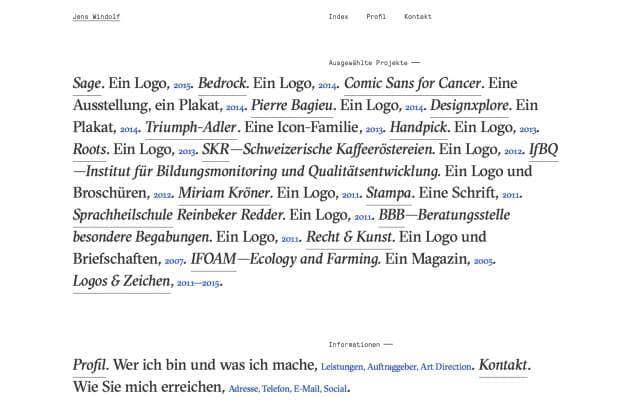 Jens Windolf
Index Profil Kontakt
Ausgewählte Projekte —
Sage. Ein Logo, 2015. Bedrock. Ein Logo, 2014. Comic Sans for Cancer. Eine
Ausstellung, ein Plakat, 2014. Pierre Bagieu. Ein Logo, 2014. Designxplore. Ein
Plakat, 2014. Triumph-Adler. Eine Icon-Familie, 2013. Handpick. Ein Logo, 2013.
Roots. Ein Logo, 2013. SKR—Schweizerische Kaffeeröstereien. Ein Logo, 2012. IfBQ
—Institut für Bildungsmonitoring und Qualitätsentwicklung. Ein Logo und
Broschüren, 2012. Miriam Kröner. Ein Logo, 2011. Stampa. Eine Schrift, 2011.
Sprachheilschule Reinbeker Redder. Ein Logo, 2011. BBB—Beratungsstelle
besondere Begabungen. Ein Logo, 2011. Recht & Kunst. Ein Logo und
Briefschaften, 2007. IFOAM—Ecology and Farming. Ein Magazin, 2005.
Logos & Zeichen, 2011—2015.
Informationen —
Profil. Wer ich bin und was ich mache, Leistungen, Auftraggeber, Art Direction. Kontakt.
Wie Sie mich erreichen, Adresse, Telefon, E-Mail, Social.